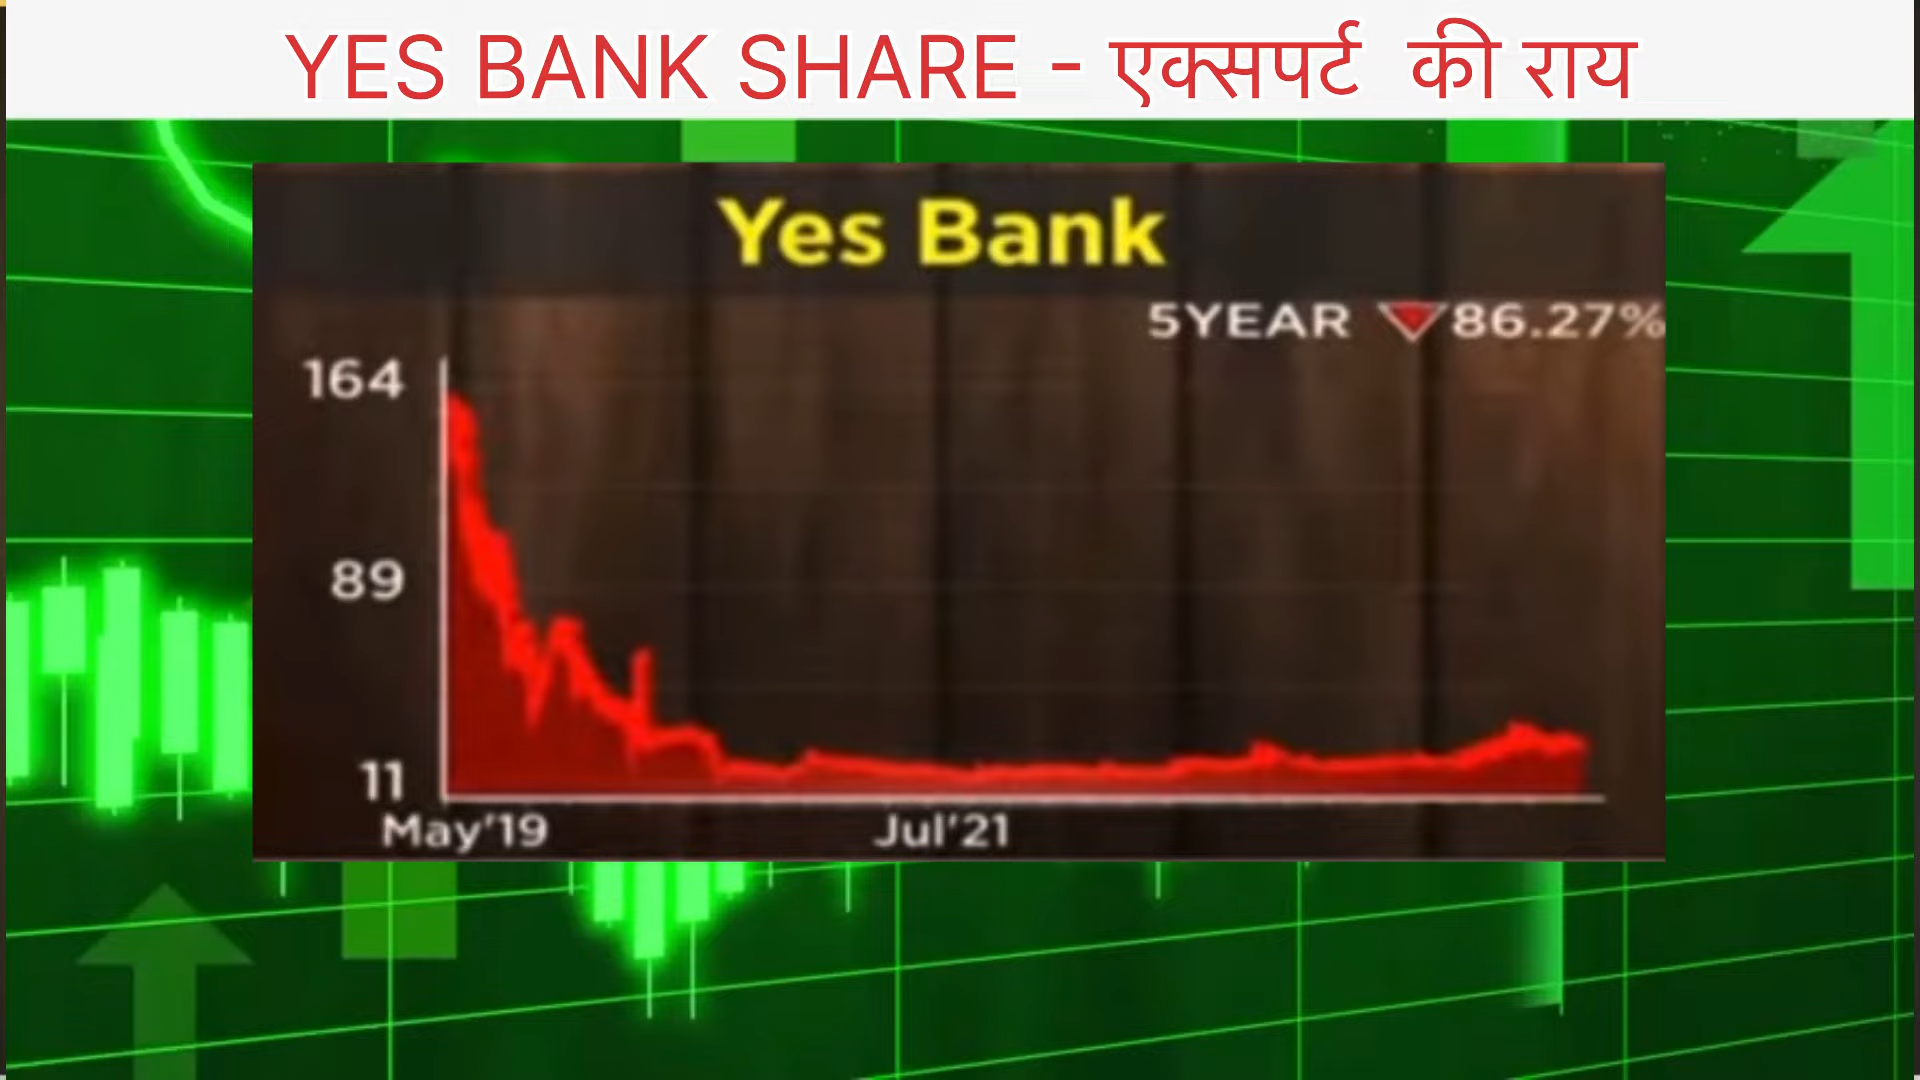 YES BANK SHARE - एक्सपर्ट की राय
Yes Bank
5YEAR ▼86.27%
164
89
11
May'19 Jul'21